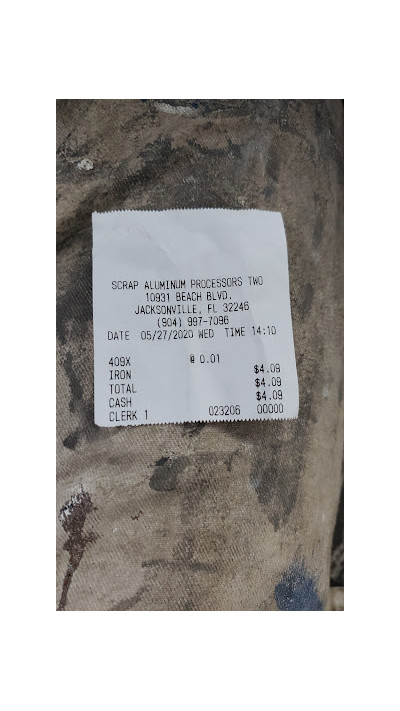 SCRAP ALUMINUM PROCESSORS TWO
10931 BEACH BLVD.
JACKSONVILLE, FL 32246
(904) 997-7096
DATE 05/27/2020 WED TIME 14:10
409X @ 0.01
IRON $4.09
TOTAL $4.09
CASH $4.09
CLERK 1 023206 00000